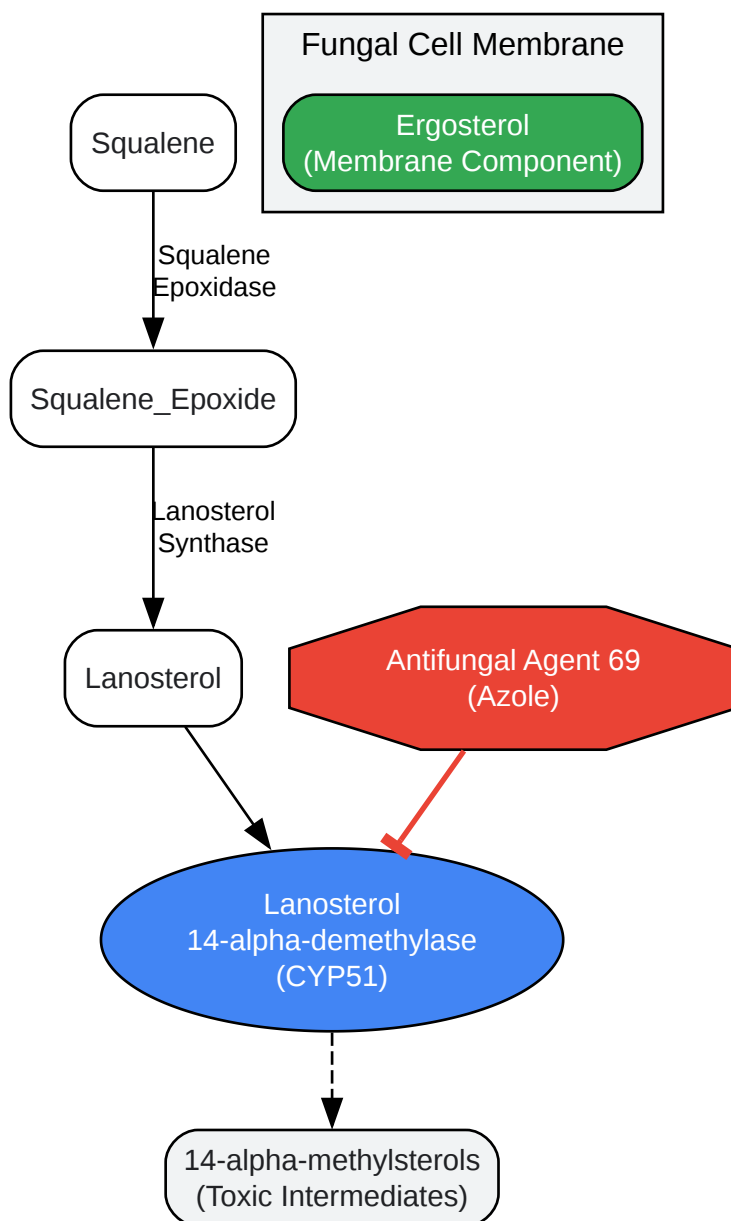 Fungal Cell Membrane
Ergosterol
(Membrane Component)
Squalene
Squalene
Epoxidase
Squalene_Epoxide
Lanosterol
Synthase
Lanosterol
Antifungal Agent 69
(Azole)
Lanosterol
14-alpha-demethylase
(CYP51)
14-alpha-methylsterols
(Toxic Intermediates)